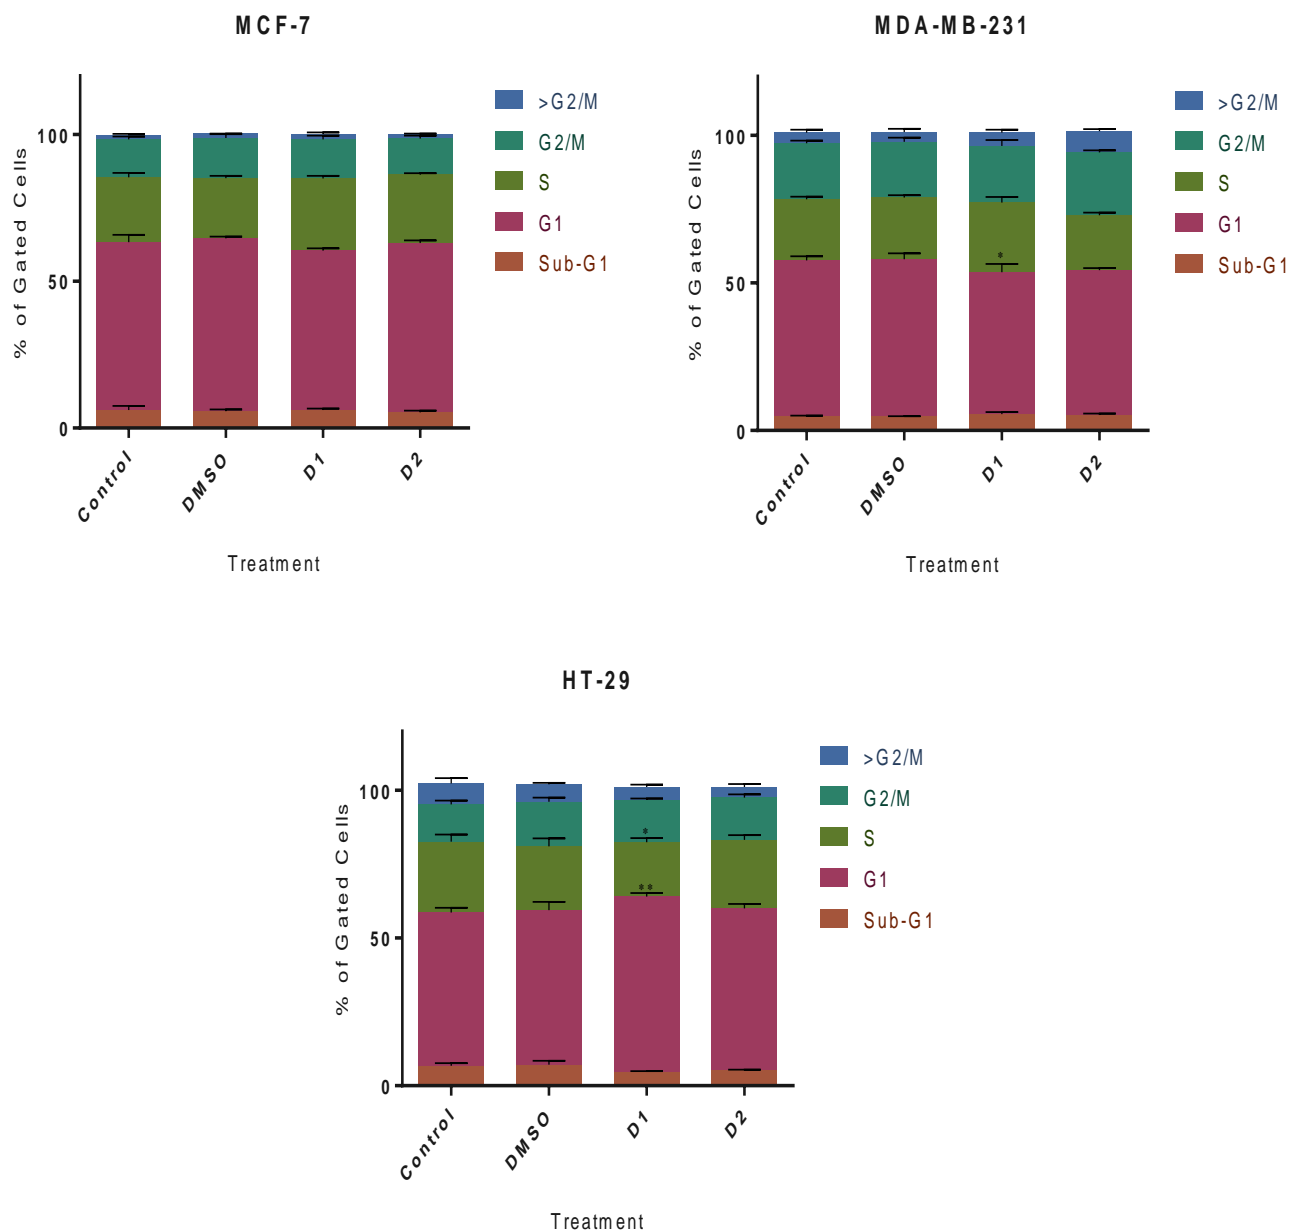 MCF-7
% of Gated Cells
100
50
0
Control
DMSO
D1
D2
Treatment
>G2/M
G2/M
S
G1
Sub-G1
MDA-MB-231
% of Gated Cells
100
50
0
*
Control
DMSO
D1
D2
Treatment
>G2/M
G2/M
S
G1
Sub-G1
HT-29
% of Gated Cells
100
50
0
*
**
Control
DMSO
D1
D2
Treatment
>G2/M
G2/M
S
G1
Sub-G1